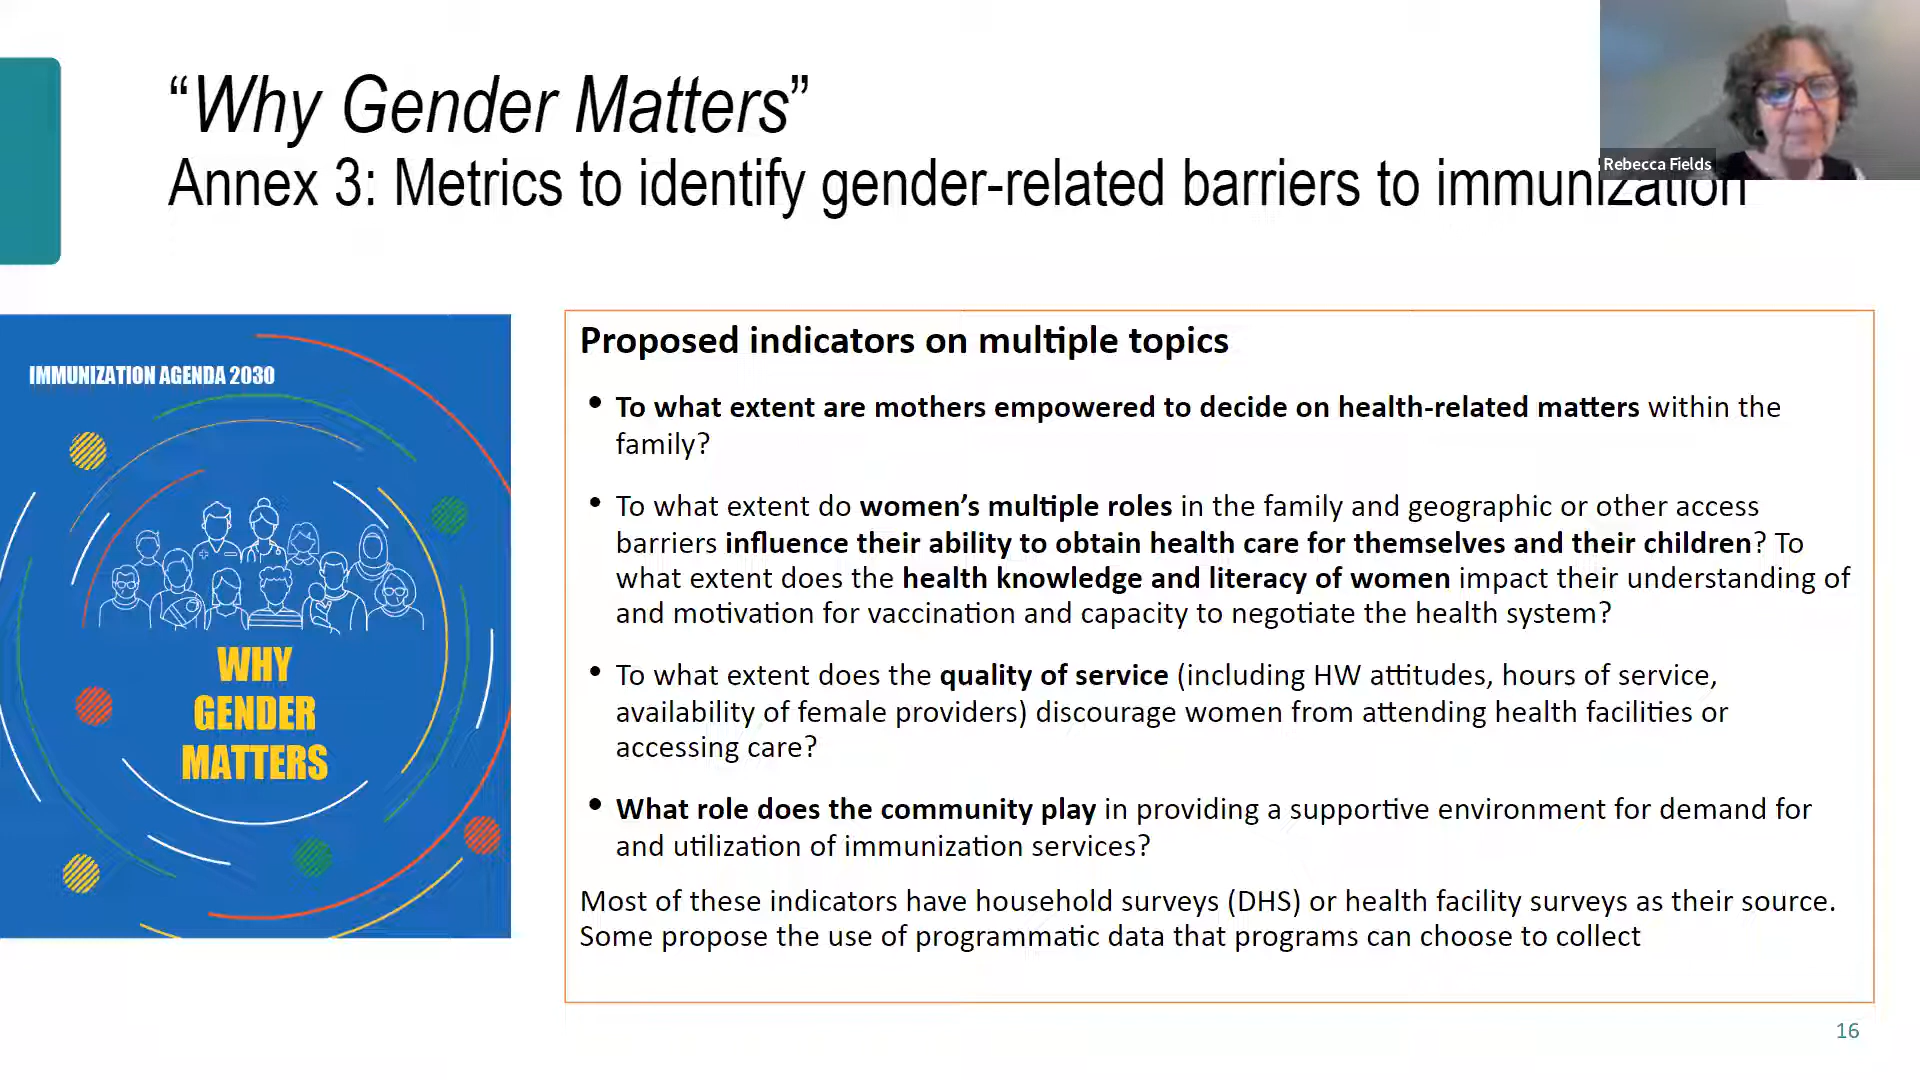 “Why Gender Matters”
Annex 3: Metrics to identify gender-related barriers to immunization
Rebecca Fields
IMMUNIZATION AGENDA 2030
WHY
GENDER
MATTERS
Proposed indicators on multiple topics
• To what extent are mothers empowered to decide on health-related matters within the
family?
• To what extent do women’s multiple roles in the family and geographic or other access
barriers influence their ability to obtain health care for themselves and their children? To
what extent does the health knowledge and literacy of women impact their understanding of
and motivation for vaccination and capacity to negotiate the health system?
• To what extent does the quality of service (including HW attitudes, hours of service,
availability of female providers) discourage women from attending health facilities or
accessing care?
• What role does the community play in providing a supportive environment for demand for
and utilization of immunization services?
Most of these indicators have household surveys (DHS) or health facility surveys as their source.
Some propose the use of programmatic data that programs can choose to collect
16